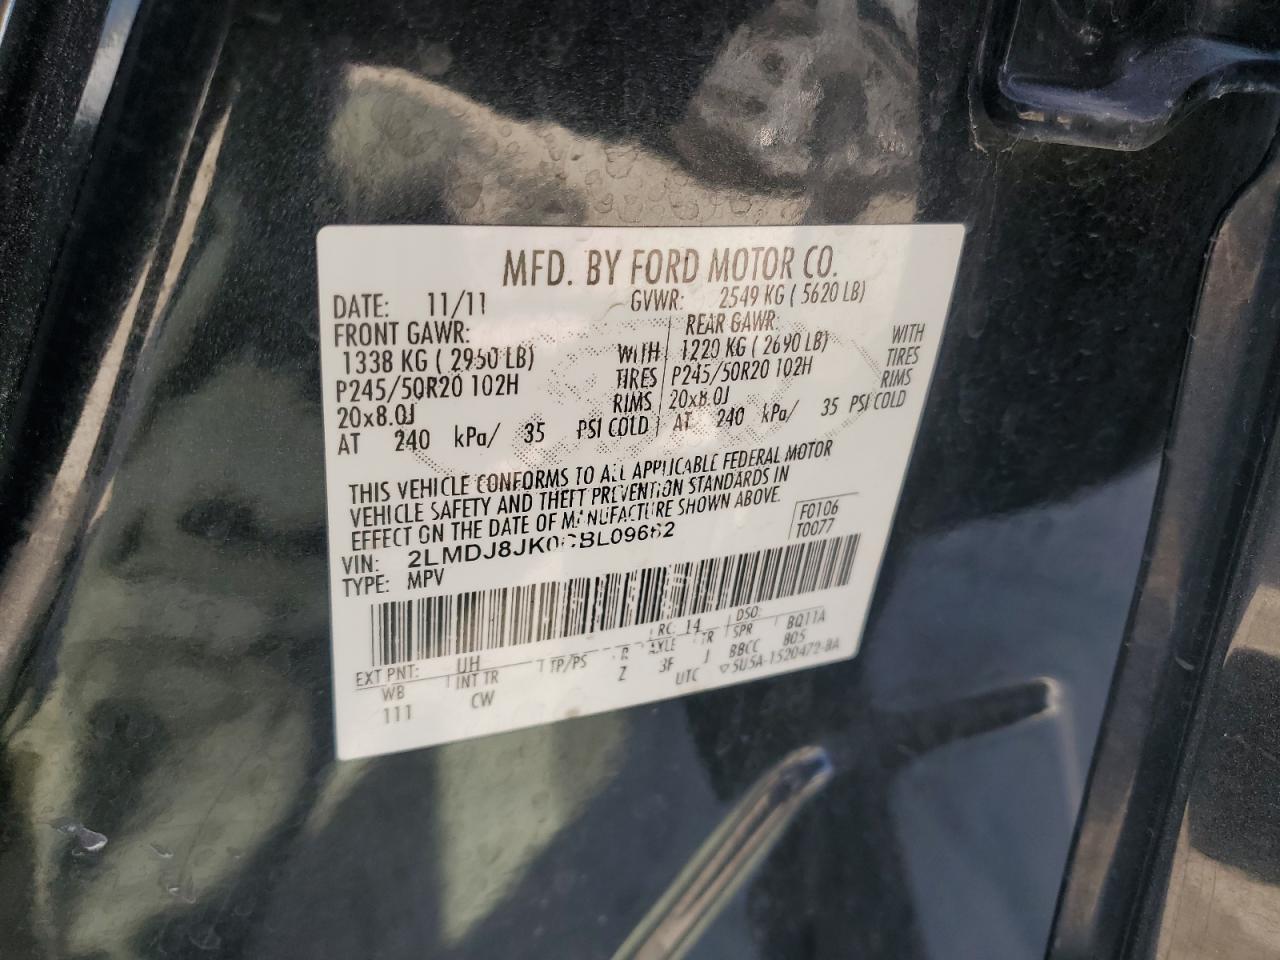 MFD. BY FORD MOTOR CO.
DATE: 11/11 GVWR: 2549 KG ( 5620 LB)
FRONT GAWR: REAR GAWR: WITH
1338 KG ( 2950 LB) WITH 1220 KG ( 2690 LB) TIRES
P245/50R20 102H TIRES P245/50R20 102H RIMS
20x8.0J RIMS 20x8.0J
AT 240 kPa/ 35 PSI COLD AT 240 kPa/ 35 PSI COLD
THIS VEHICLE CONFORMS TO ALL APPLICABLE FEDERAL MOTOR
VEHICLE SAFETY AND THEFT PREVENTION STANDARDS IN
EFFECT ON THE DATE OF MANUFACTURE SHOWN ABOVE.
VIN: 2LMDJ8JK0CBL09662 F0106
TYPE: MPV T0077
EXT PNT: UH RC: 14 DSO:
WB INT TR TP/PS R AXLE TR SPR BQ11A
111 CW Z 3F J BBCC 805
UTC ▽5U5A-1520472-BA